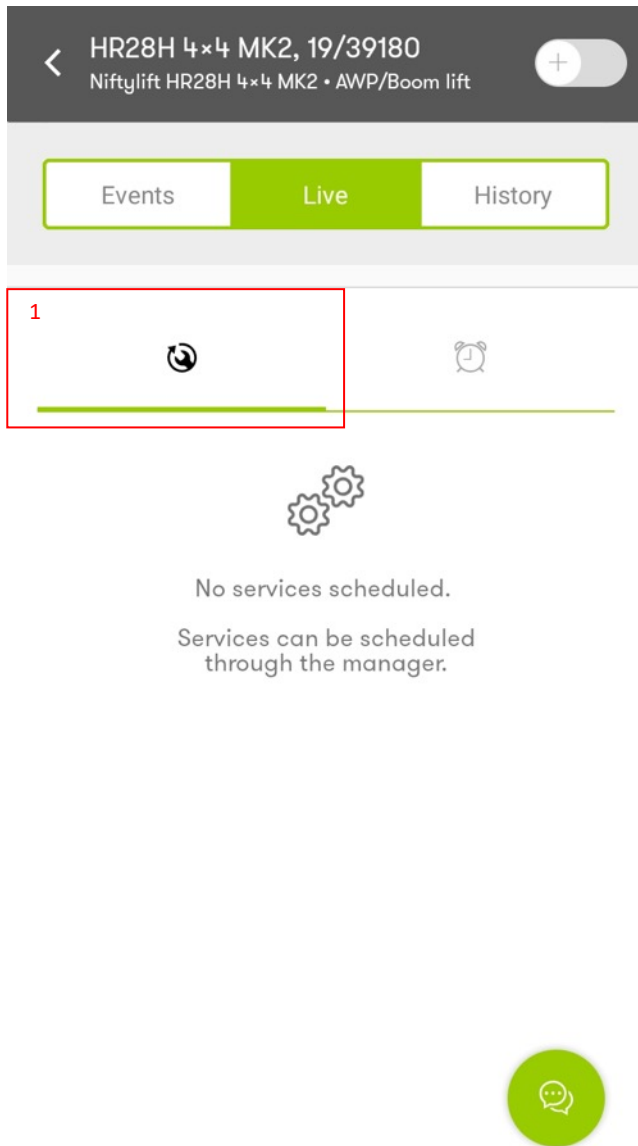 HR28H 4×4 MK2, 19/39180
Niftylift HR28H 4×4 MK2 • AWP/Boom lift
Events
Live
History
1
No services scheduled.
Services can be scheduled
through the manager.